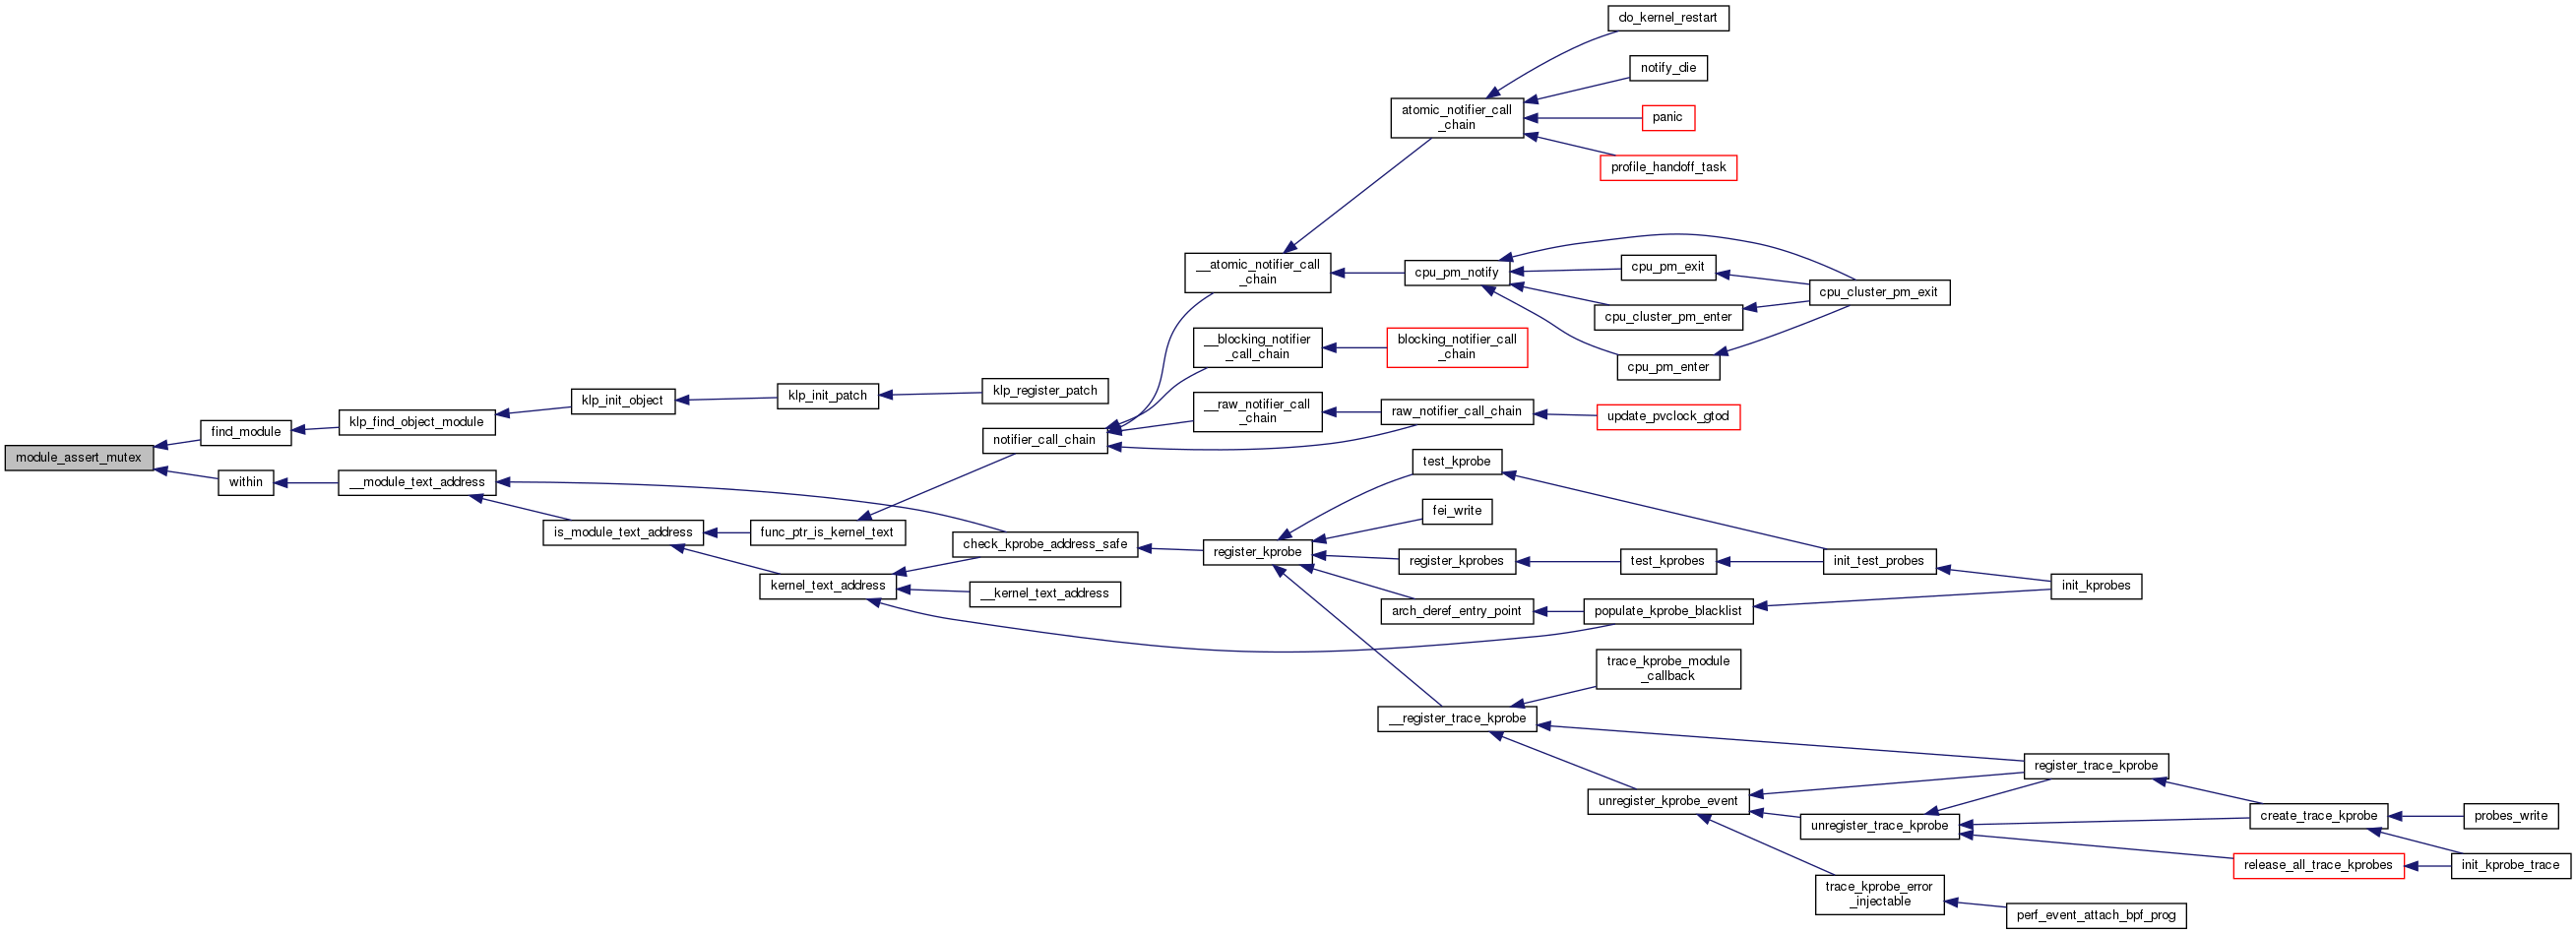 do_kernel_restart
notify_die
atomic_notifier_call
_chain
panic
profile_handoff_task
__atomic_notifier_call
_chain
cpu_pm_notify
cpu_pm_exit
cpu_cluster_pm_exit
cpu_cluster_pm_enter
cpu_pm_enter
__blocking_notifier
_call_chain
blocking_notifier_call
_chain
klp_register_patch
klp_init_patch
klp_init_object
klp_find_object_module
find_module
__raw_notifier_call
_chain
raw_notifier_call_chain
update_pvclock_gtod
notifier_call_chain
module_assert_mutex
within
__module_text_address
is_module_text_address
func_ptr_is_kernel_text
check_kprobe_address_safe
kernel_text_address
__kernel_text_address
test_kprobe
fei_write
register_kprobe
register_kprobes
test_kprobes
init_test_probes
init_kprobes
arch_deref_entry_point
populate_kprobe_blacklist
trace_kprobe_module
_callback
__register_trace_kprobe
register_trace_kprobe
unregister_kprobe_event
unregister_trace_kprobe
create_trace_kprobe
probes_write
release_all_trace_kprobes
init_kprobe_trace
trace_kprobe_error
_injectable
perf_event_attach_bpf_prog